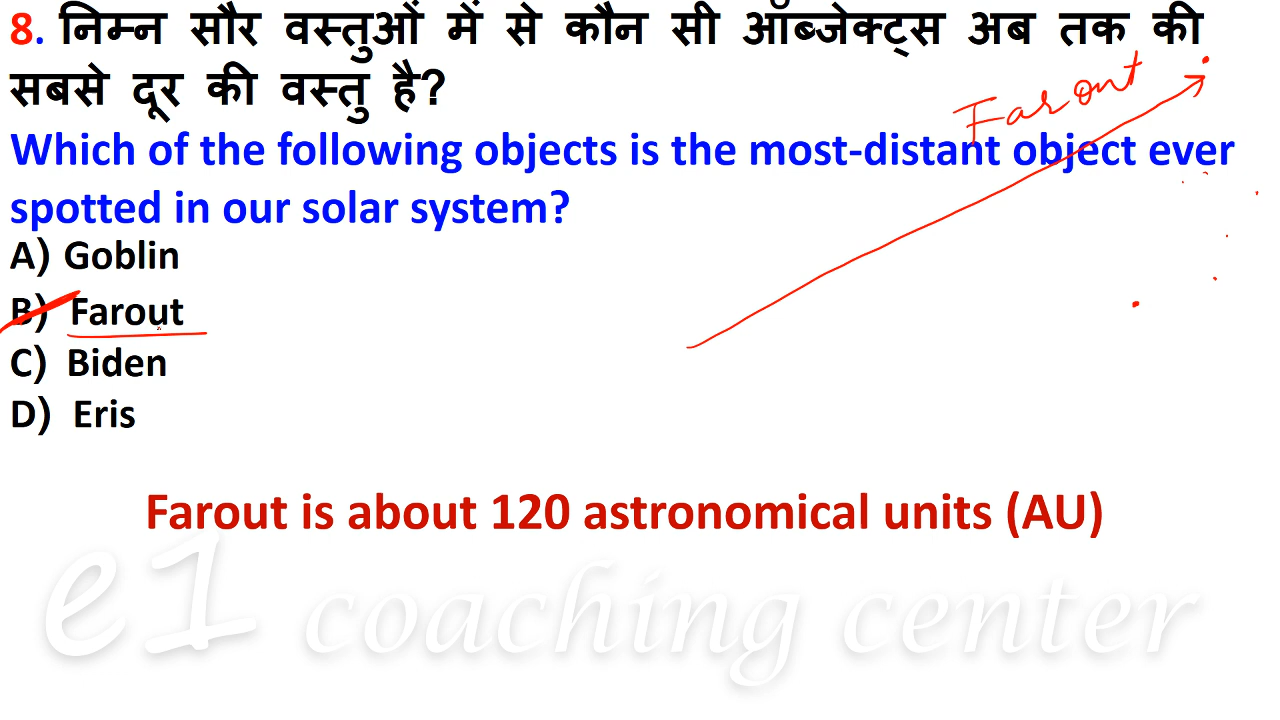 8. निम्न सौर वस्तुओं में से कौन सी ऑब्जेक्ट्स अब तक की
सबसे दूर की वस्तु है?
Farout
Which of the following objects is the most-distant object ever
spotted in our solar system?
A) Goblin
B) Farout
C) Biden
D) Eris
Farout is about 120 astronomical units (AU)
e1 coaching center